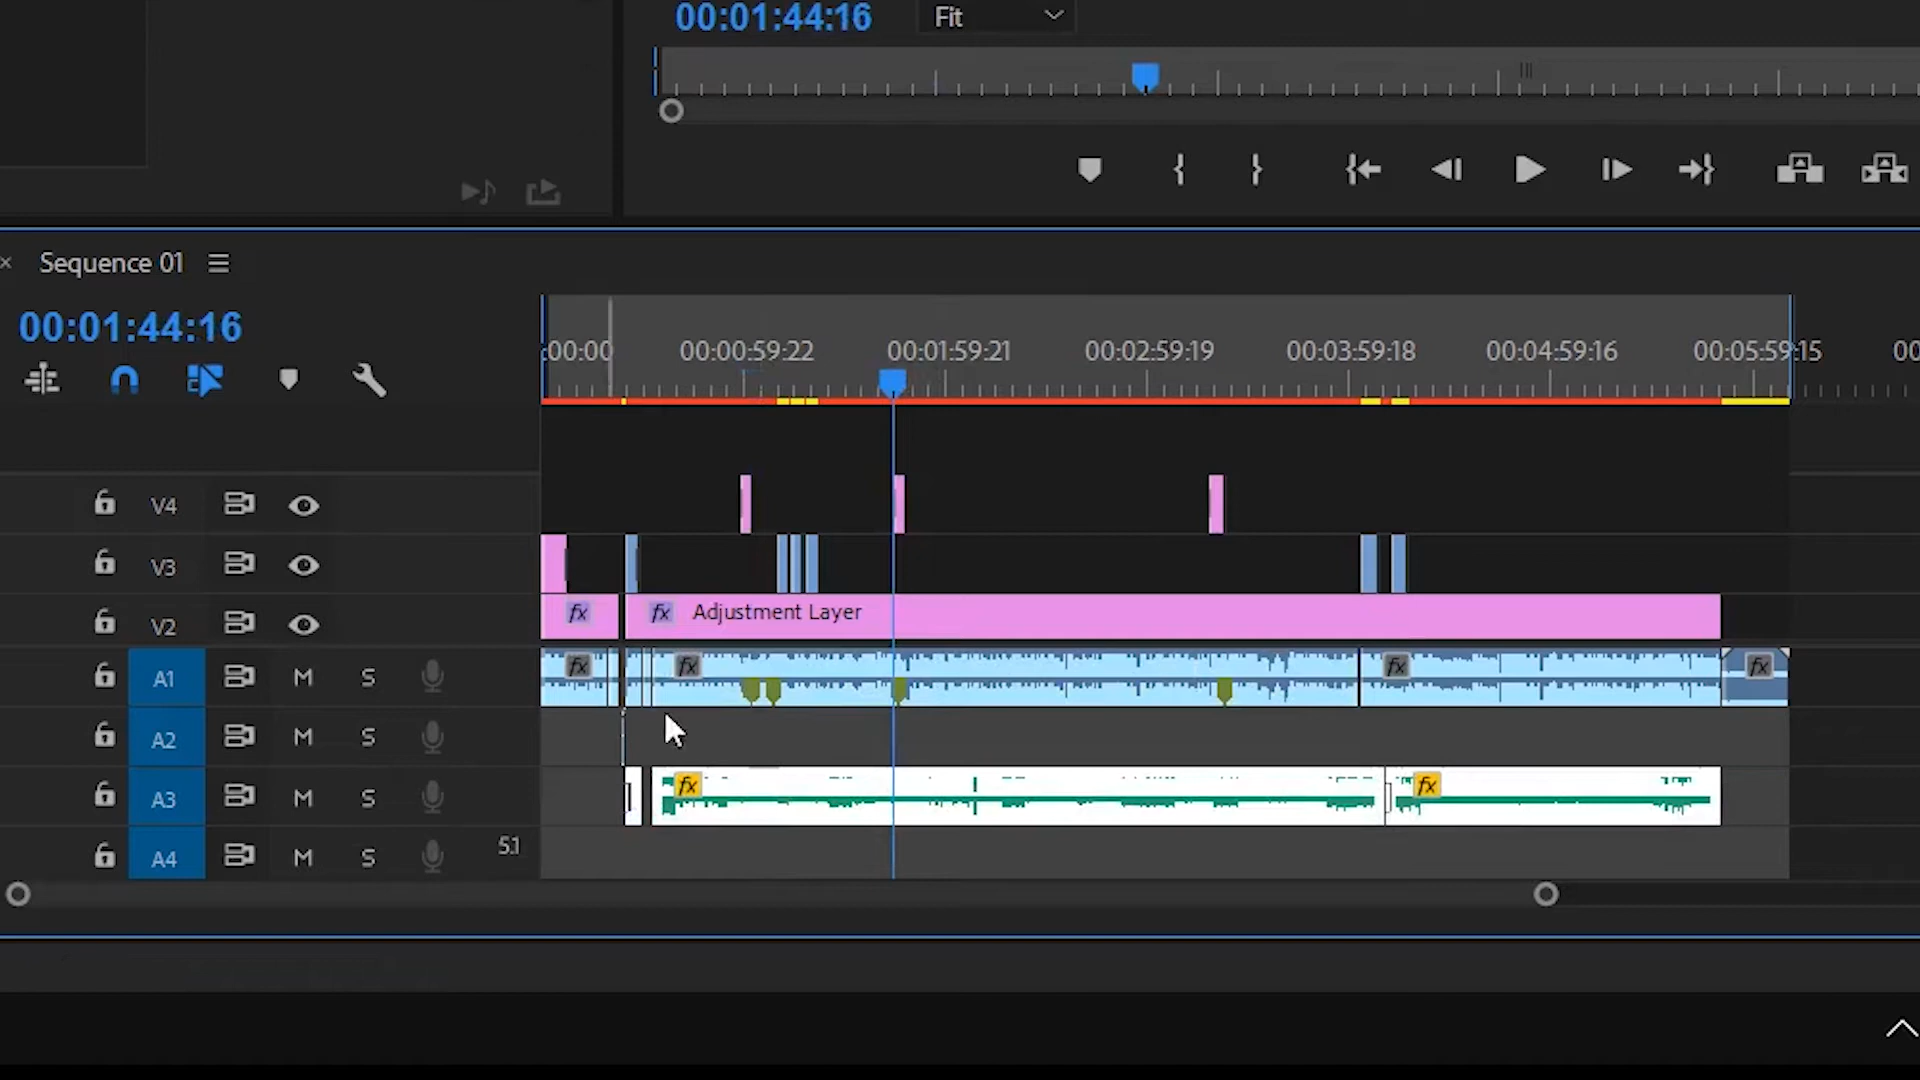 00:01:44:16 Fit
× Sequence 01
00:01:44:16
:00:00 00:00:59:22 00:01:59:21 00:02:59:19 00:03:59:18 00:04:59:16 00:05:59:15 00
V4
V3
V2 fx fx Adjustment Layer
A1 M S fx fx fx fx
A2 M S
A3 M S fx fx
A4 M S 5.1